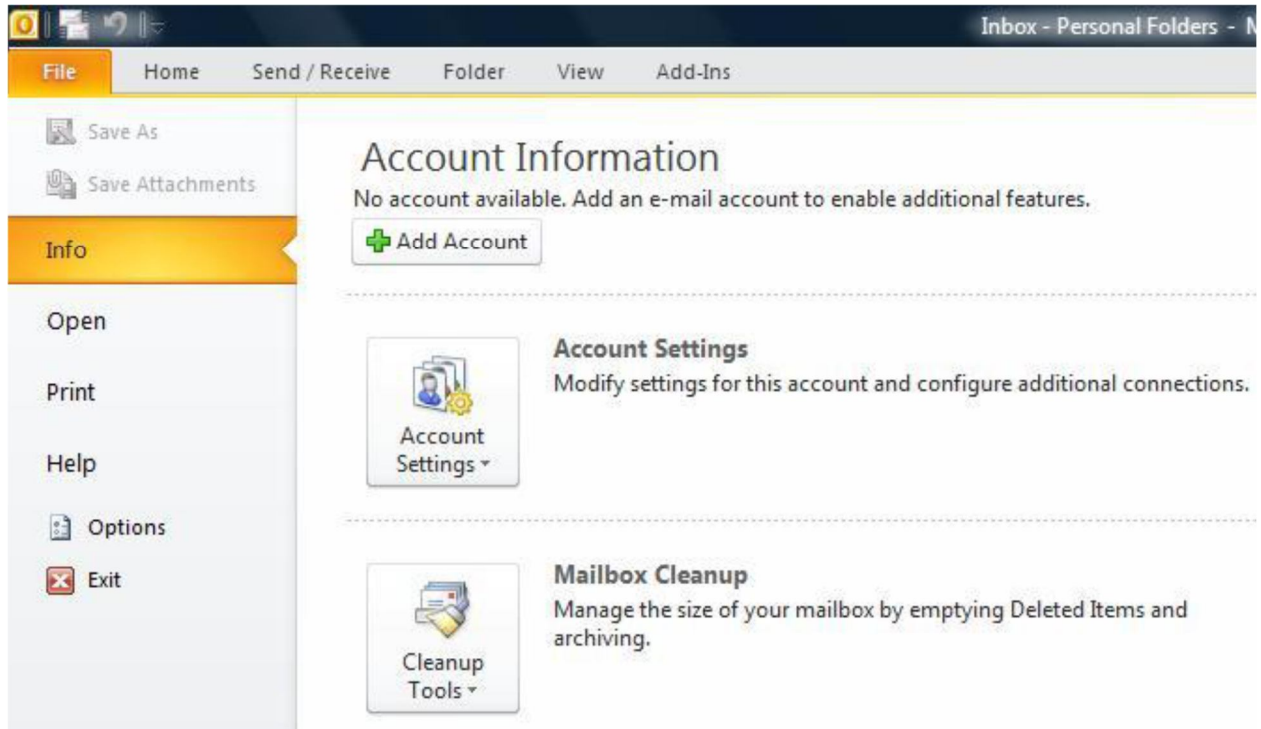 Inbox - Personal Folders -
File Home Send / Receive Folder View Add-Ins
Save As
Save Attachments
Info
Open
Print
Help
Options
Exit
Account Information
No account available. Add an e-mail account to enable additional features.
Add Account
Account Settings
Modify settings for this account and configure additional connections.
Account
Settings
Mailbox Cleanup
Manage the size of your mailbox by emptying Deleted Items and
archiving.
Cleanup
Tools